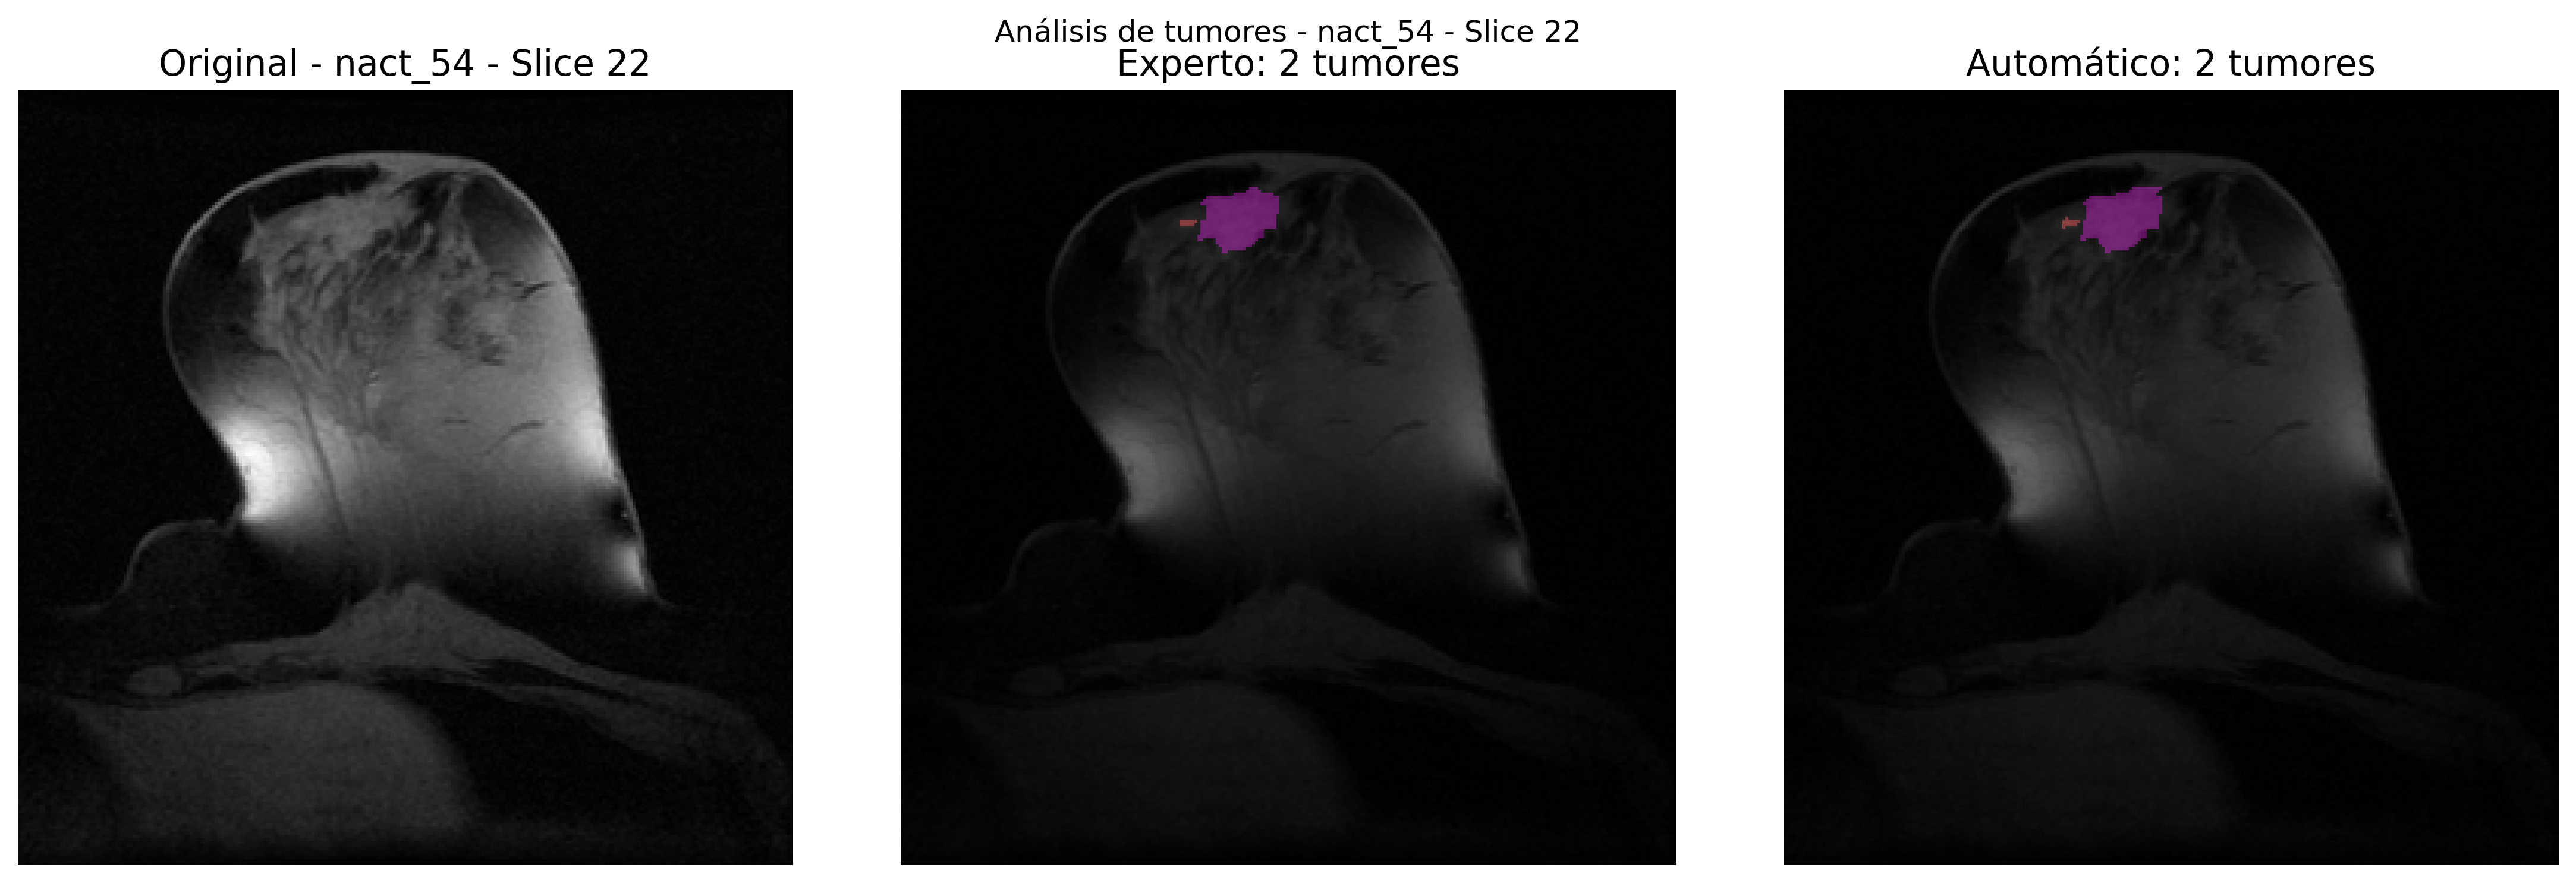 Análisis de tumores - nact_54 - Slice 22
Original - nact_54 - Slice 22
Experto: 2 tumores
Automático: 2 tumores